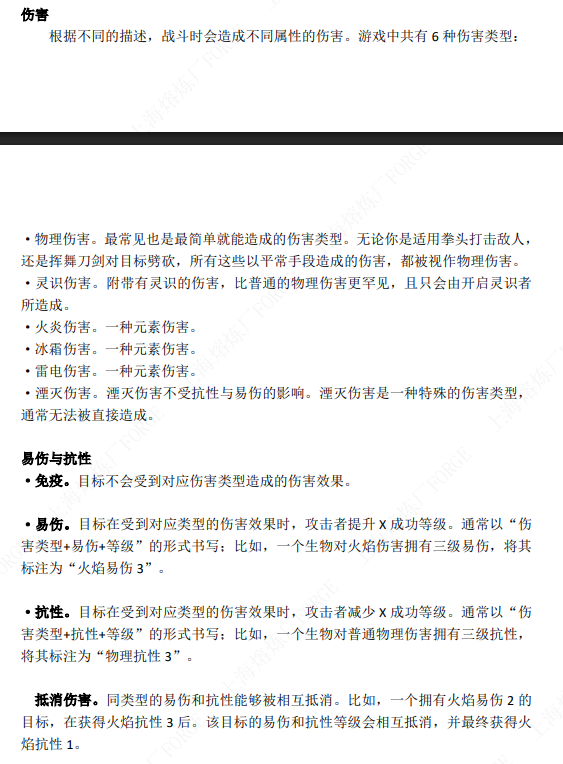 伤害
根据不同的描述，战斗时会造成不同属性的伤害。游戏中共有 6 种伤害类型：
·物理伤害。最常见也是最简单就能造成的伤害类型。无论你是适用拳头打击敌人，
还是挥舞刀剑对目标劈砍，所有这些以平常手段造成的伤害，都被视作物理伤害。
·灵识伤害。附带有灵识的伤害，比普通的物理伤害更罕见，且只会由开启灵识者
所造成。
·火炎伤害。一种元素伤害。
·冰霜伤害。一种元素伤害。
·雷电伤害。一种元素伤害。
·湮灭伤害。湮灭伤害不受抗性与易伤的影响。湮灭伤害是一种特殊的伤害类型，
通常无法被直接造成。
易伤与抗性
·免疫。目标不会受到对应伤害类型造成的伤害效果。
·易伤。目标在受到对应类型的伤害效果时，攻击者提升 X 成功等级。通常以“伤
害类型+易伤+等级”的形式书写；比如，一个生物对火焰伤害拥有三级易伤，将其
标注为“火焰易伤 3”。
·抗性。目标在受到对应类型的伤害效果时，攻击者减少 X 成功等级。通常以“伤
害类型+抗性+等级”的形式书写；比如，一个生物对普通物理伤害拥有三级抗性，
将其标注为“物理抗性 3”。
抵消伤害。同类型的易伤和抗性能够被相互抵消。比如，一个拥有火焰易伤 2 的
目标，在获得火焰抗性 3 后。该目标的易伤和抗性等级会相互抵消，并最终获得火
焰抗性 1。
上海熔炼厂FORGE